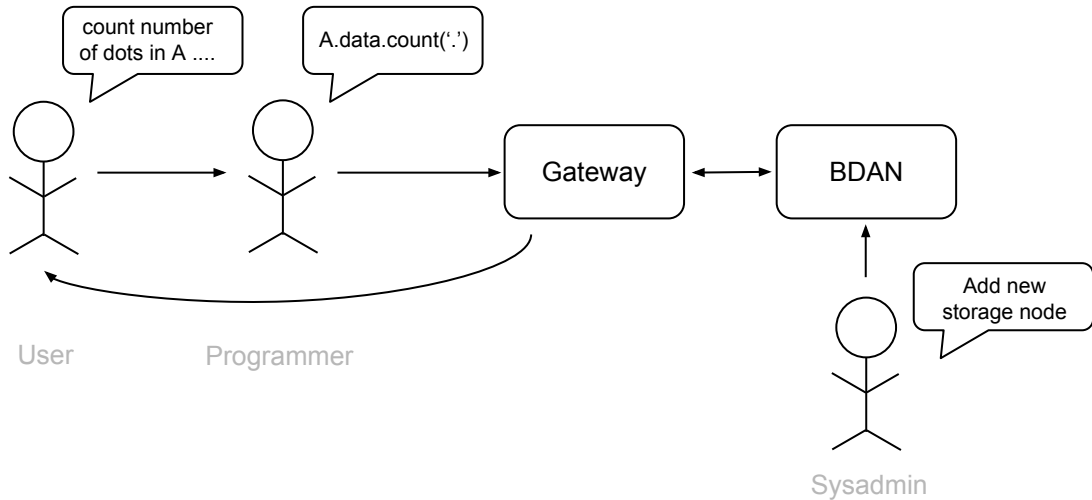 count number
of dots in A ....
A.data.count(‘.’)
Gateway
BDAN
Add new
storage node
User
Programmer
Sysadmin